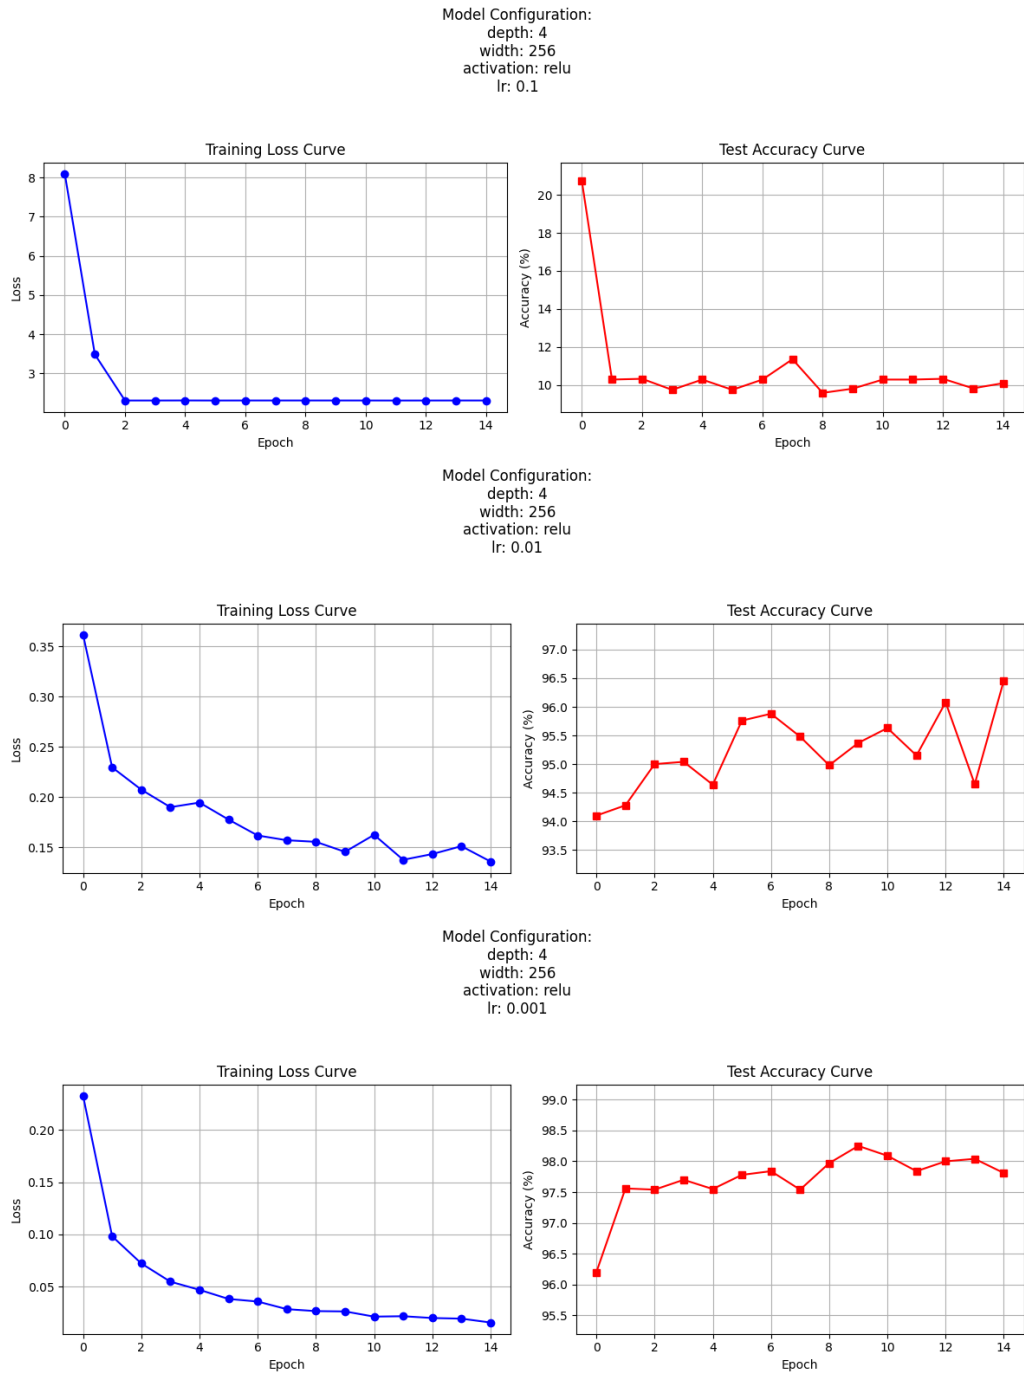 Model Configuration:
depth: 4
width: 256
activation: relu
lr: 0.1
Training Loss Curve
Loss
8
7
6
5
4
3
0 2 4 6 8 10 12 14
Epoch
Test Accuracy Curve
Accuracy (%)
20
18
16
14
12
10
0 2 4 6 8 10 12 14
Epoch
Model Configuration:
depth: 4
width: 256
activation: relu
lr: 0.01
Training Loss Curve
Loss
0.35
0.30
0.25
0.20
0.15
0 2 4 6 8 10 12 14
Epoch
Test Accuracy Curve
Accuracy (%)
97.0
96.5
96.0
95.5
95.0
94.5
94.0
93.5
0 2 4 6 8 10 12 14
Epoch
Model Configuration:
depth: 4
width: 256
activation: relu
lr: 0.001
Training Loss Curve
Loss
0.20
0.15
0.10
0.05
0 2 4 6 8 10 12 14
Epoch
Test Accuracy Curve
Accuracy (%)
99.0
98.5
98.0
97.5
97.0
96.5
96.0
95.5
0 2 4 6 8 10 12 14
Epoch